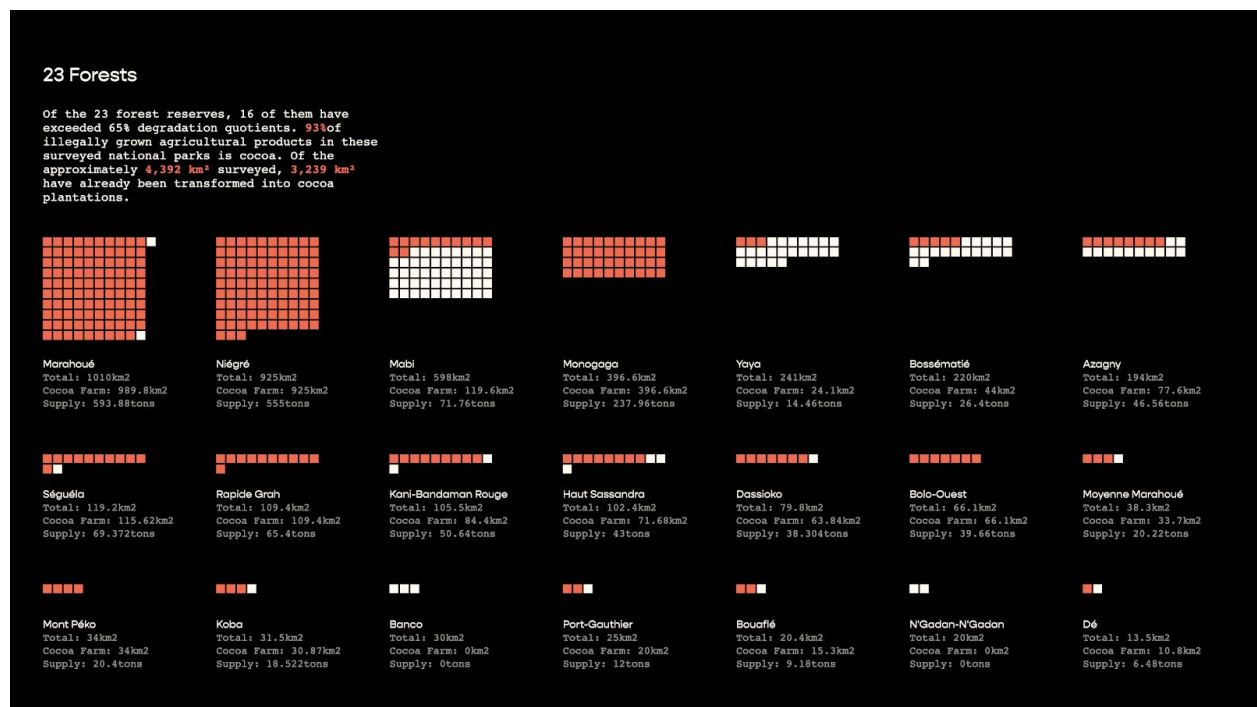 23 Forests
Of the 23 forest reserves, 16 of them have
exceeded 65% degradation quotients. 93%of
illegally grown agricultural products in these
surveyed national parks is cocoa. Of the
approximately 4,392 km² surveyed, 3,239 km²
have already been transformed into cocoa
plantations.
Marahoué
Total: 1010km2
Cocoa Farm: 989.8km2
Supply: 593.88tons
Niégré
Total: 925km2
Cocoa Farm: 925km2
Supply: 555tons
Mabi
Total: 598km2
Cocoa Farm: 119.6km2
Supply: 71.76tons
Monogaga
Total: 396.6km2
Cocoa Farm: 396.6km2
Supply: 237.96tons
Yaya
Total: 241km2
Cocoa Farm: 24.1km2
Supply: 14.46tons
Bossématié
Total: 220km2
Cocoa Farm: 44km2
Supply: 26.4tons
Azagny
Total: 194km2
Cocoa Farm: 77.6km2
Supply: 46.56tons
Séguéla
Total: 119.2km2
Cocoa Farm: 115.62km2
Supply: 69.372tons
Rapide Grah
Total: 109.4km2
Cocoa Farm: 109.4km2
Supply: 65.4tons
Kani-Bandaman Rouge
Total: 105.5km2
Cocoa Farm: 84.4km2
Supply: 50.64tons
Haut Sassandra
Total: 102.4km2
Cocoa Farm: 71.68km2
Supply: 43tons
Dassioko
Total: 79.8km2
Cocoa Farm: 63.84km2
Supply: 38.304tons
Bolo-Ouest
Total: 66.1km2
Cocoa Farm: 66.1km2
Supply: 39.66tons
Moyenne Marahoué
Total: 38.3km2
Cocoa Farm: 33.7km2
Supply: 20.22tons
Mont Péko
Total: 34km2
Cocoa Farm: 34km2
Supply: 20.4tons
Koba
Total: 31.5km2
Cocoa Farm: 30.87km2
Supply: 18.522tons
Banco
Total: 30km2
Cocoa Farm: 0km2
Supply: 0tons
Port-Gauthier
Total: 25km2
Cocoa Farm: 20km2
Supply: 12tons
Bouaflé
Total: 20.4km2
Cocoa Farm: 15.3km2
Supply: 9.18tons
N'Gadan-N'Gadan
Total: 20km2
Cocoa Farm: 0km2
Supply: 0tons
Dé
Total: 13.5km2
Cocoa Farm: 10.8km2
Supply: 6.48tons